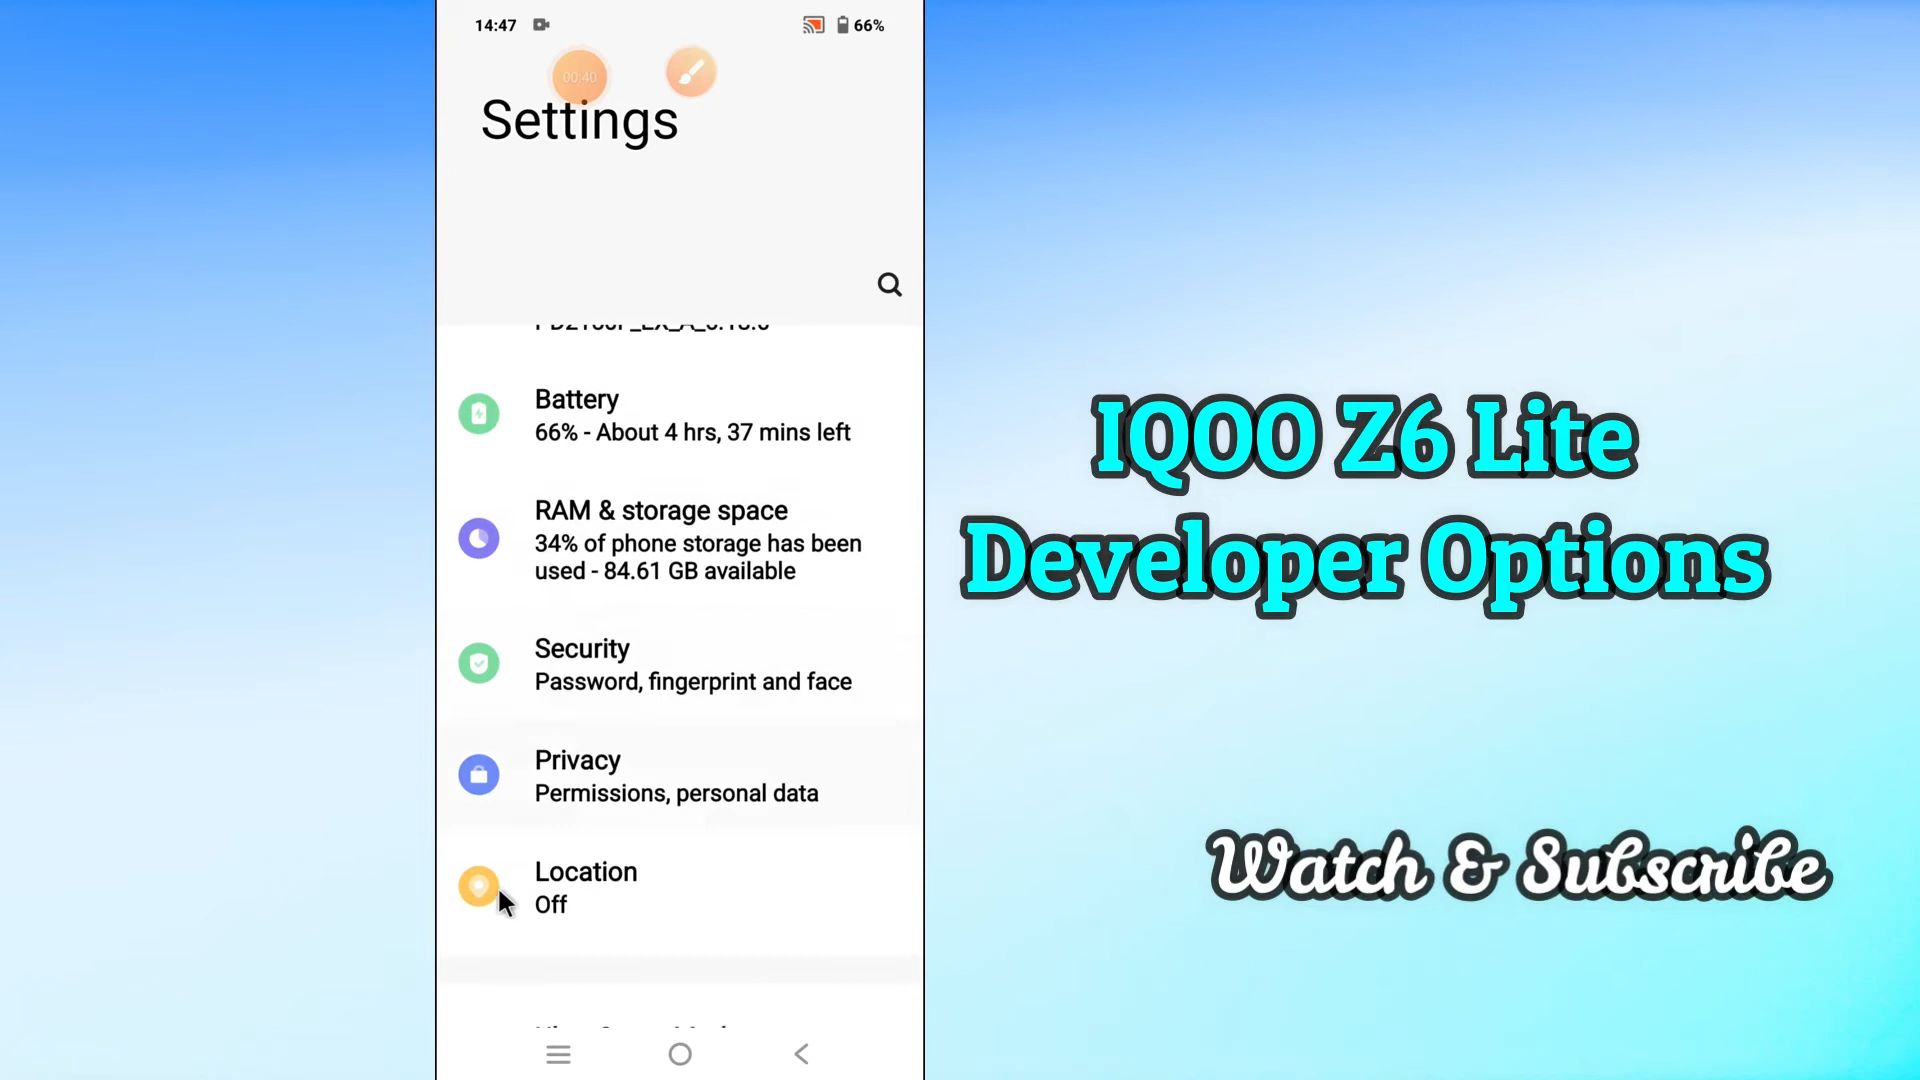 14:47
66%
00:40
Settings
Battery
66% - About 4 hrs, 37 mins left
RAM & storage space
34% of phone storage has been
used - 84.61 GB available
Security
Password, fingerprint and face
Privacy
Permissions, personal data
Location
Off
IQOO Z6 Lite
Developer Options
Watch & Subscribe